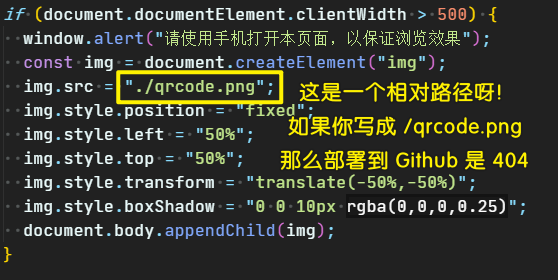 if (document.documentElement.clientWidth > 500) {
window.alert("请使用手机打开本页面，以保证浏览效果");
const img = document.createElement("img");
img.src = "./qrcode.png"; 这是一个相对路径呀!
img.style.position = "fixed"; 如果你写成 /qrcode.png
img.style.left = "50%";
img.style.top = "50%"; 那么部署到 Github 是 404
img.style.transform = "translate(-50%,-50%)";
img.style.boxShadow = "0 0 10px rgba(0,0,0,0.25)";
document.body.appendChild(img);
}